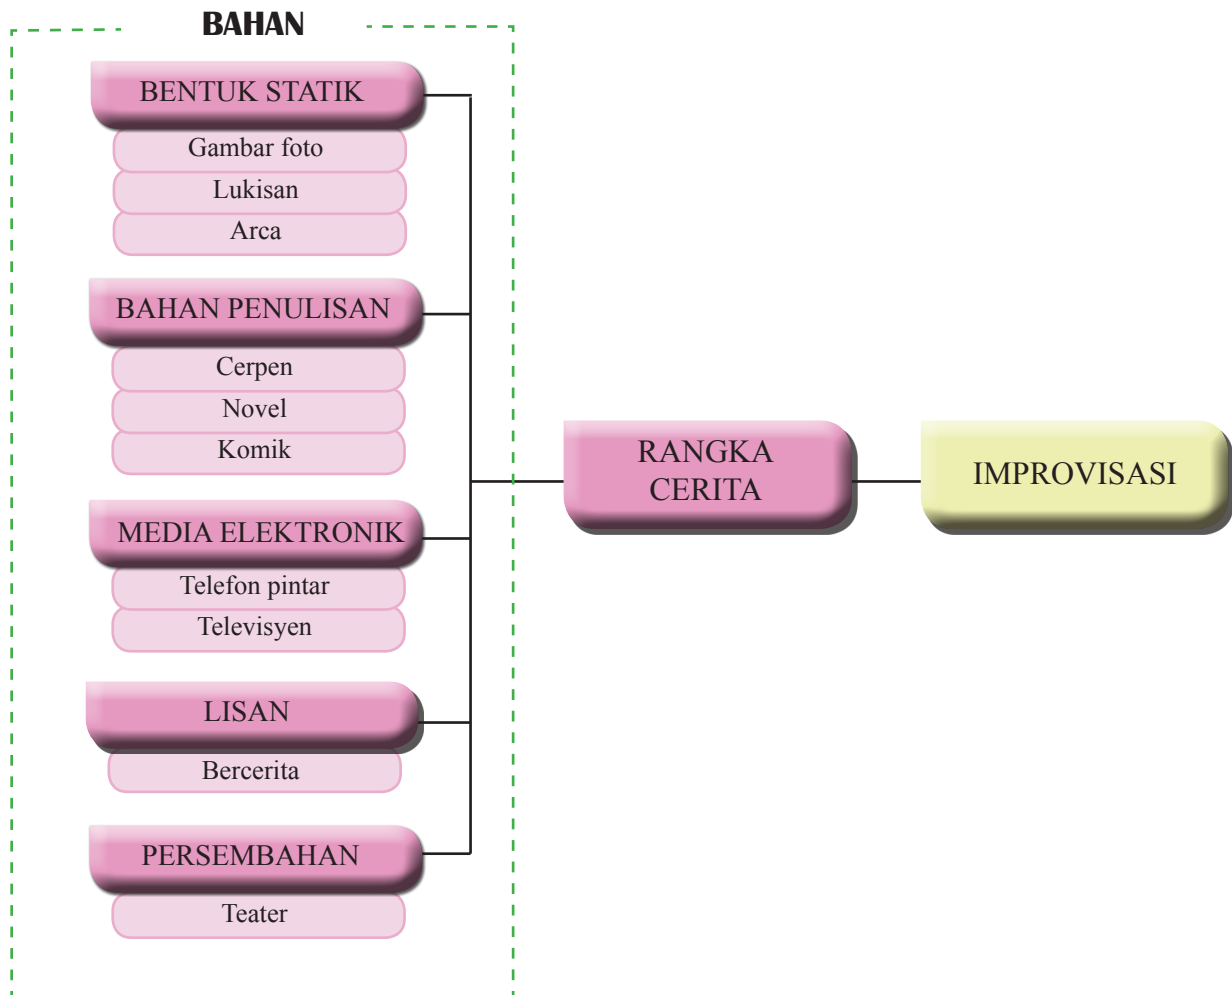 BAHAN
BENTUK STATIK
Gambar foto
Lukisan
Arca
BAHAN PENULISAN
Cerpen
Novel
Komik
MEDIA ELEKTRONIK
Telefon pintar
Televisyen
LISAN
Bercerita
PERSEMBAHAN
Teater
RANGKA
CERITA
IMPROVISASI